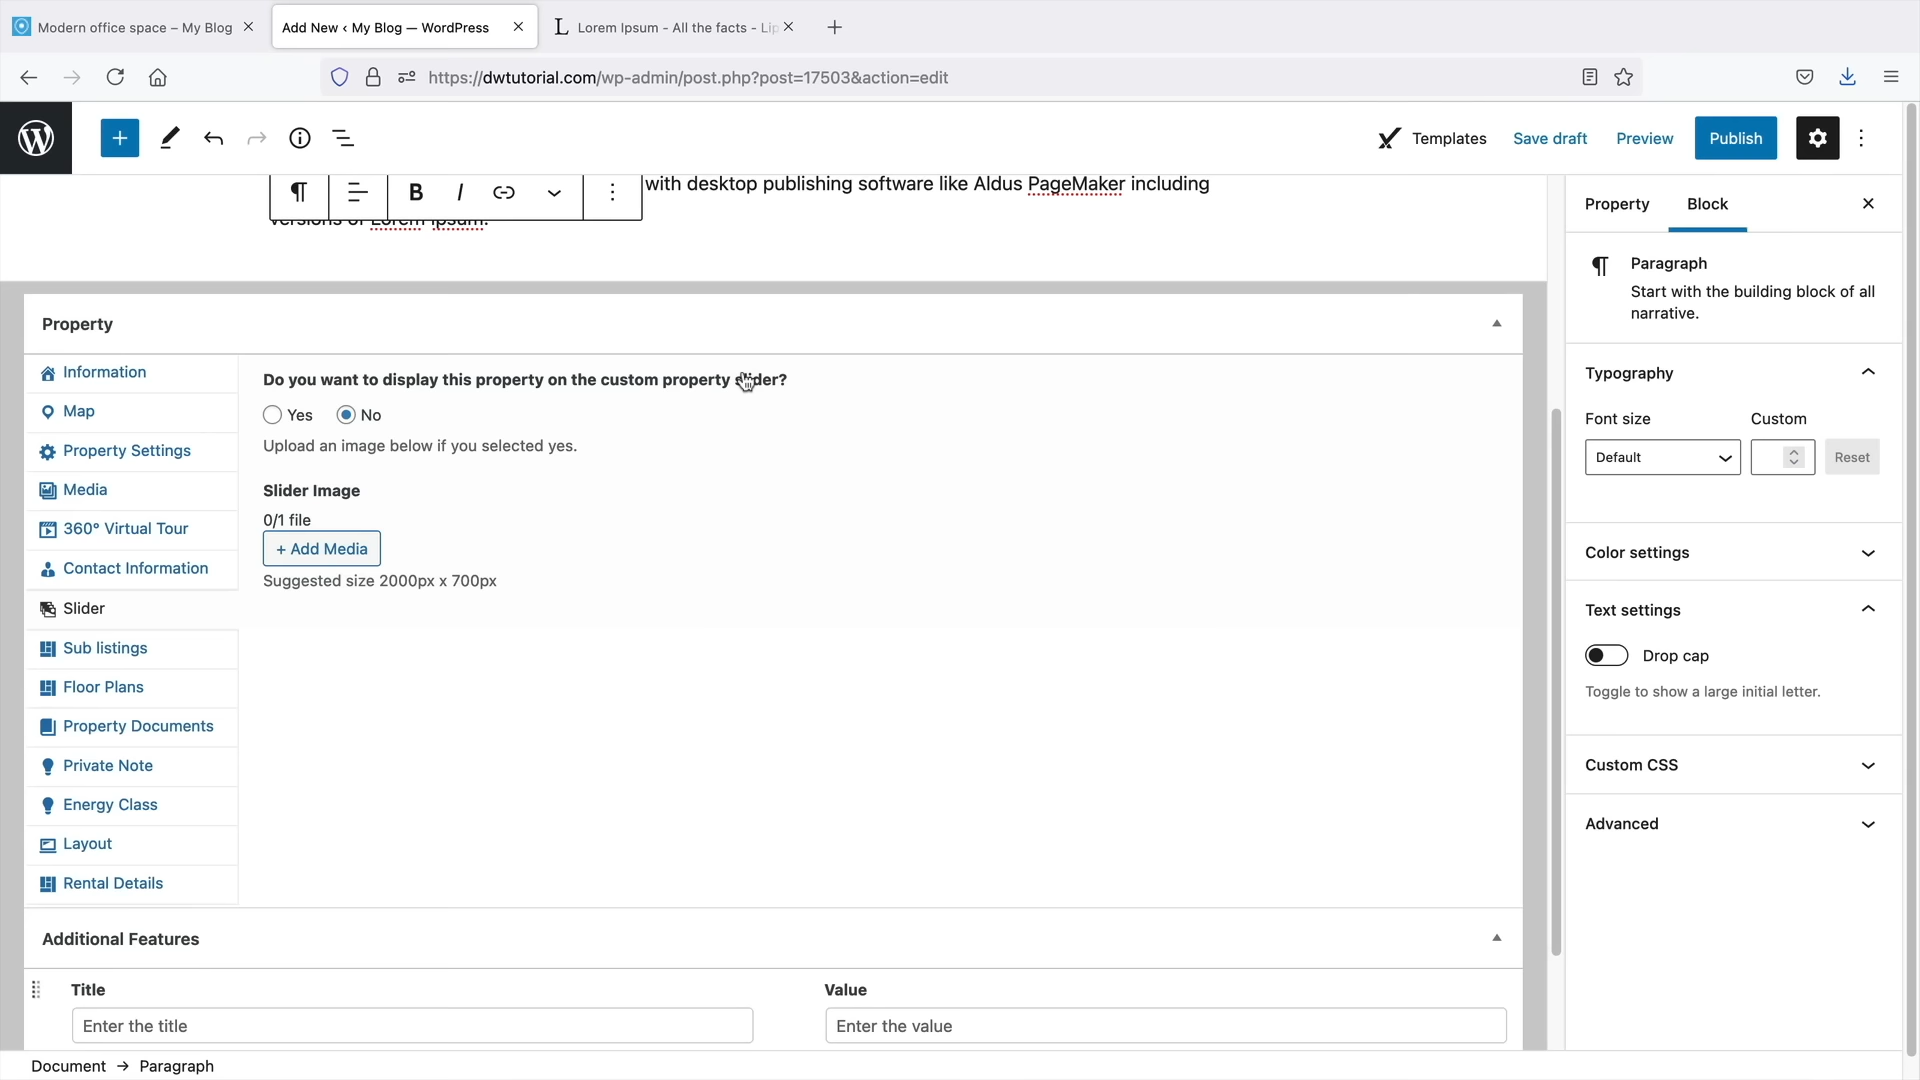 Modern office space – My Blog
Add New ‹ My Blog — WordPress
Lorem Ipsum - All the facts - Lip
https://dwtutorial.com/wp-admin/post.php?post=17503&action=edit
Templates
Save draft
Preview
Publish
with desktop publishing software like Aldus PageMaker including
versions of Lorem Ipsum.
Property
Block
Paragraph
Start with the building block of all
narrative.
Typography
Font size
Custom
Default
Reset
Color settings
Text settings
Drop cap
Toggle to show a large initial letter.
Custom CSS
Advanced
Property
Information
Map
Property Settings
Media
360° Virtual Tour
Contact Information
Slider
Sub listings
Floor Plans
Property Documents
Private Note
Energy Class
Layout
Rental Details
Do you want to display this property on the custom property slider?
Yes
No
Upload an image below if you selected yes.
Slider Image
0/1 file
+ Add Media
Suggested size 2000px x 700px
Additional Features
Title
Value
Enter the title
Enter the value
Document → Paragraph